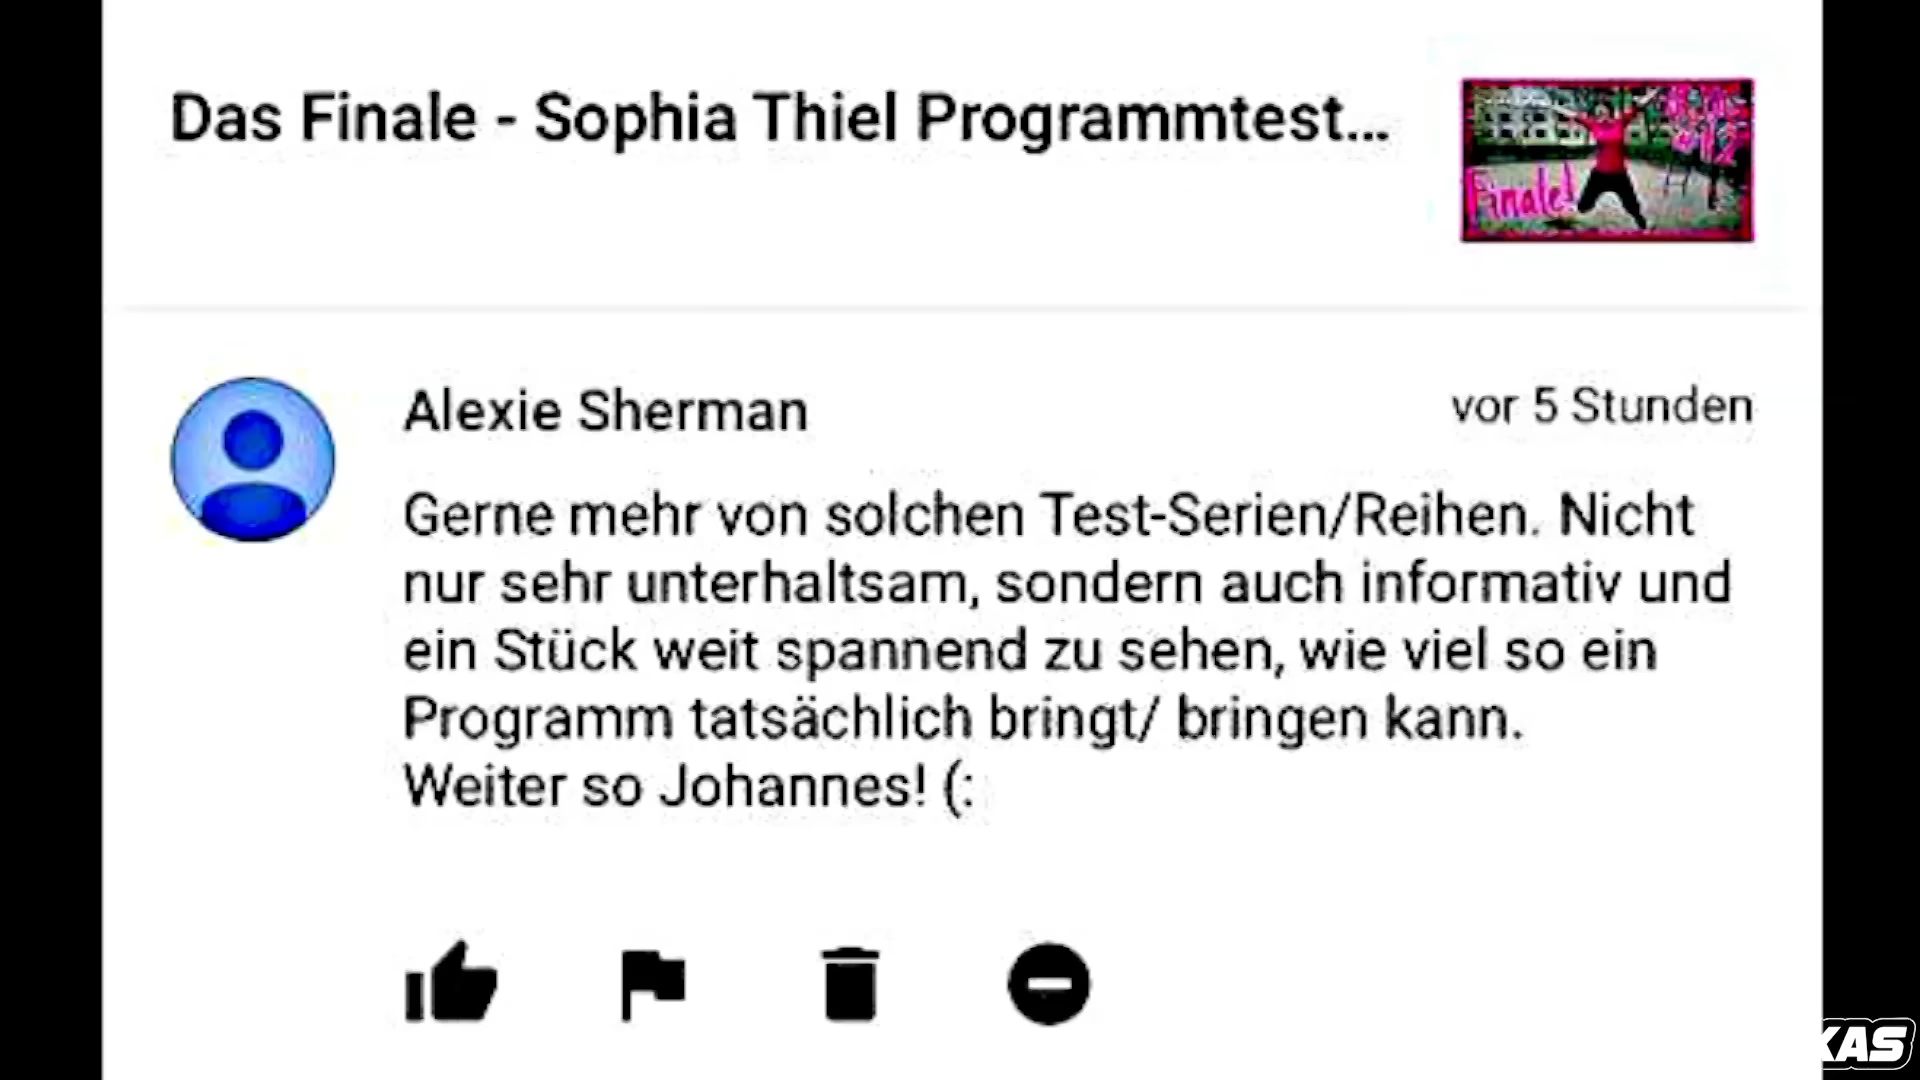 Das Finale - Sophia Thiel Programmtest...
Finale!
Alexie Sherman
vor 5 Stunden
Gerne mehr von solchen Test-Serien/Reihen. Nicht
nur sehr unterhaltsam, sondern auch informativ und
ein Stück weit spannend zu sehen, wie viel so ein
Programm tatsächlich bringt/ bringen kann.
Weiter so Johannes! (:
KAS